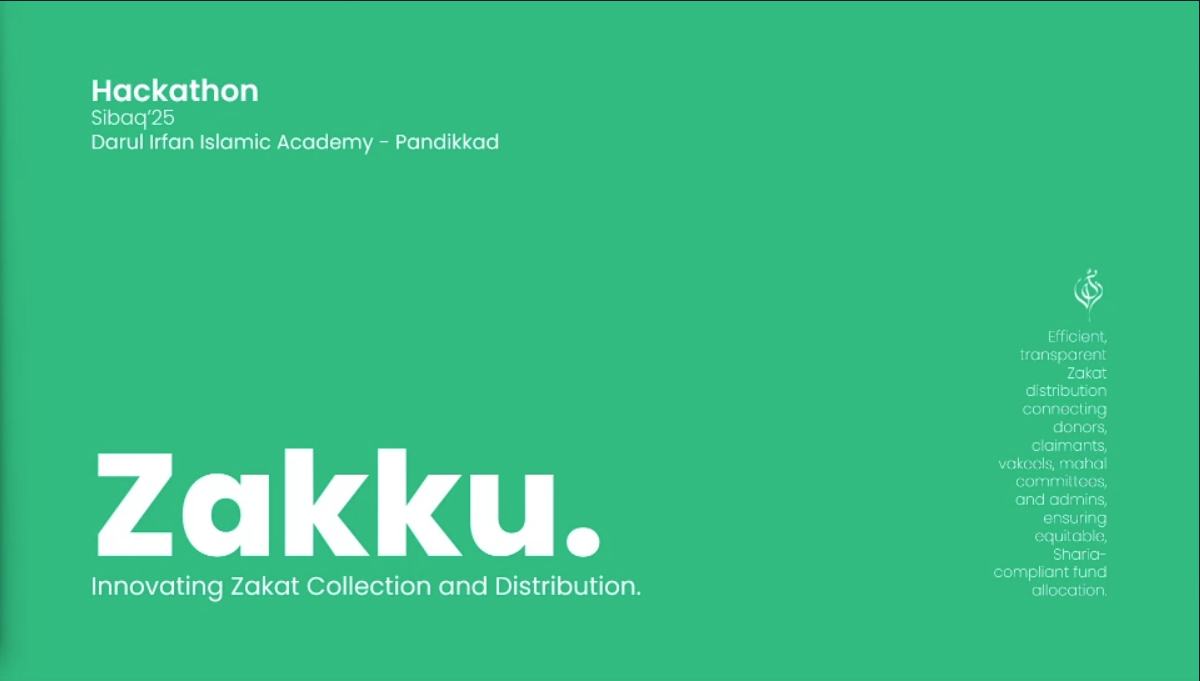 Hackathon
Sibaq'25
Darul Irfan Islamic Academy - Pandikkad
Zakku.
Innovating Zakat Collection and Distribution.
Efficient,
transparent
Zakat
distribution
connecting
donors,
claimants,
vakeels, mahal
committees,
and admins,
ensuring
equitable,
Sharia-
compliant fund
allocation.